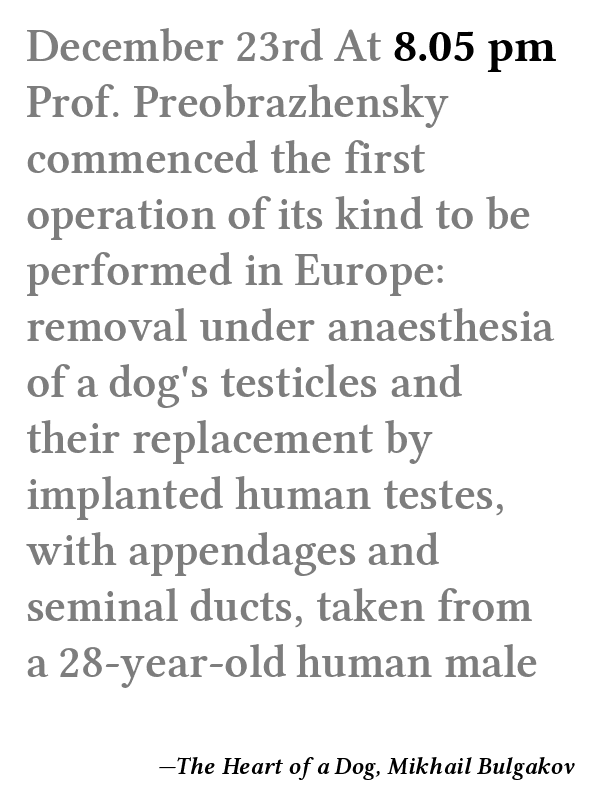 December 23rd At 8.05 pm
Prof. Preobrazhensky
commenced the first
operation of its kind to be
performed in Europe:
removal under anaesthesia
of a dog's testicles and
their replacement by
implanted human testes,
with appendages and
seminal ducts, taken from
a 28-year-old human male
—The Heart of a Dog, Mikhail Bulgakov